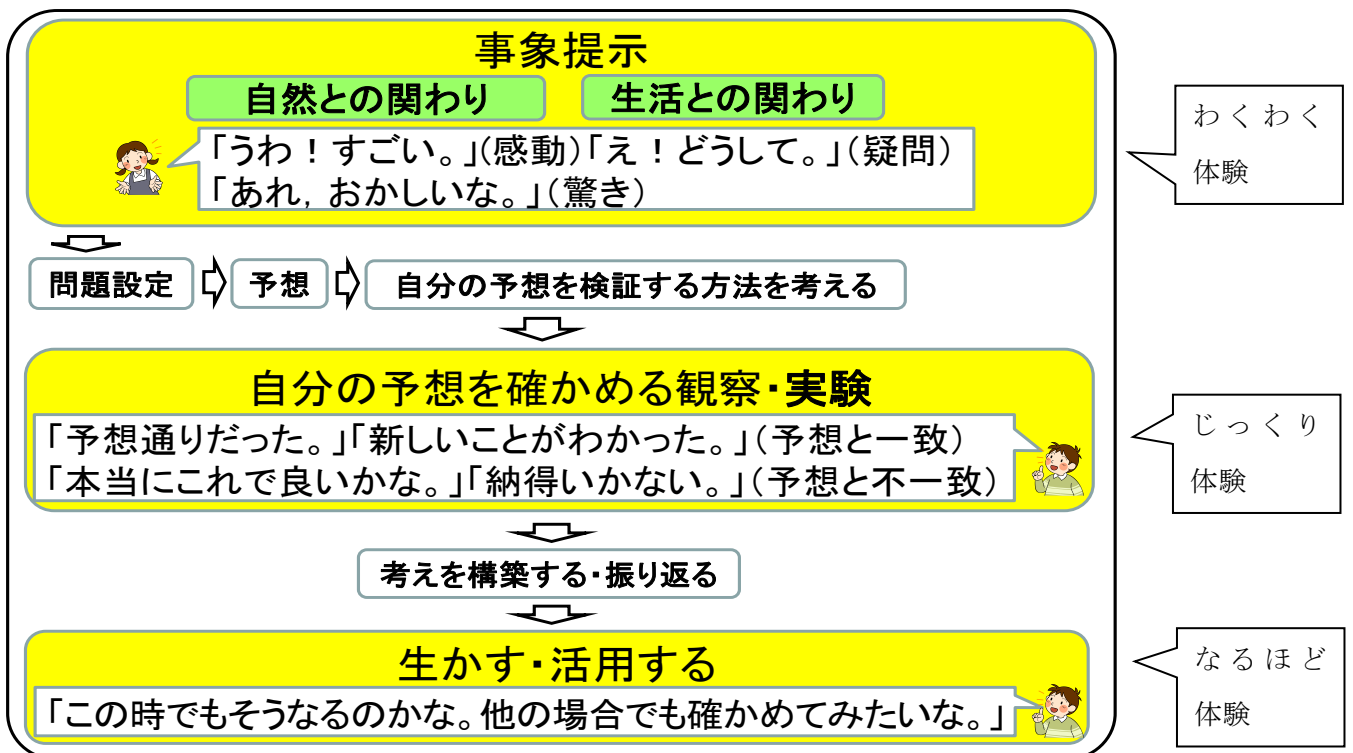 事象提示
自然との関わり
生活との関わり
「うわ！すごい。」(感動)「え！どうして。」(疑問)
「あれ，おかしいな。」(驚き)
わくわく
体験
問題設定
予想
自分の予想を検証する方法を考える
自分の予想を確かめる観察・実験
「予想通りだった。」「新しいことがわかった。」(予想と一致)
「本当にこれで良いかな。」「納得いかない。」(予想と不一致)
じっくり
体験
考えを構築する・振り返る
生かす・活用する
「この時でもそうなるのかな。他の場合でも確かめてみたいな。」
なるほど
体験